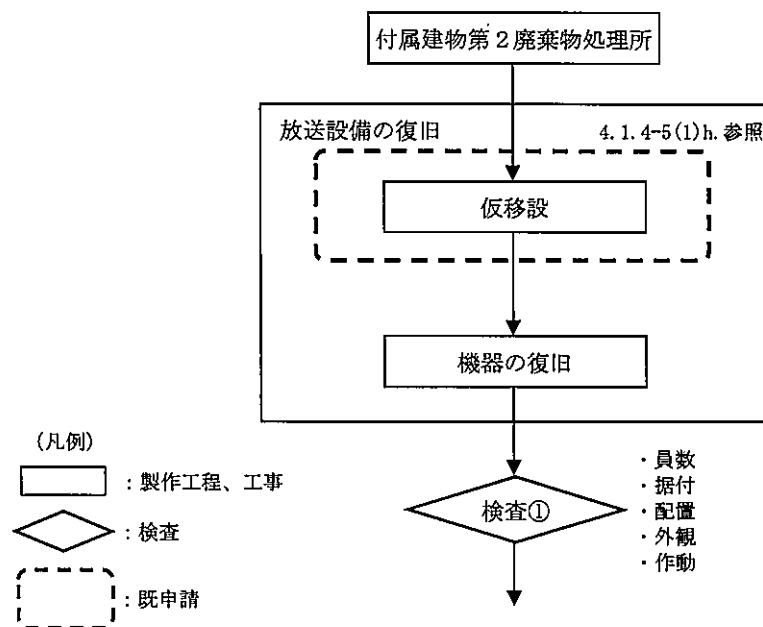 付属建物第2廃棄物処理所
放送設備の復旧
4.1.4-5(1)h.参照
仮移設
機器の復旧
検査①
・員数
・据付
・配置
・外観
・作動
(凡例)
：製作工程、工事
：検査
：既申請